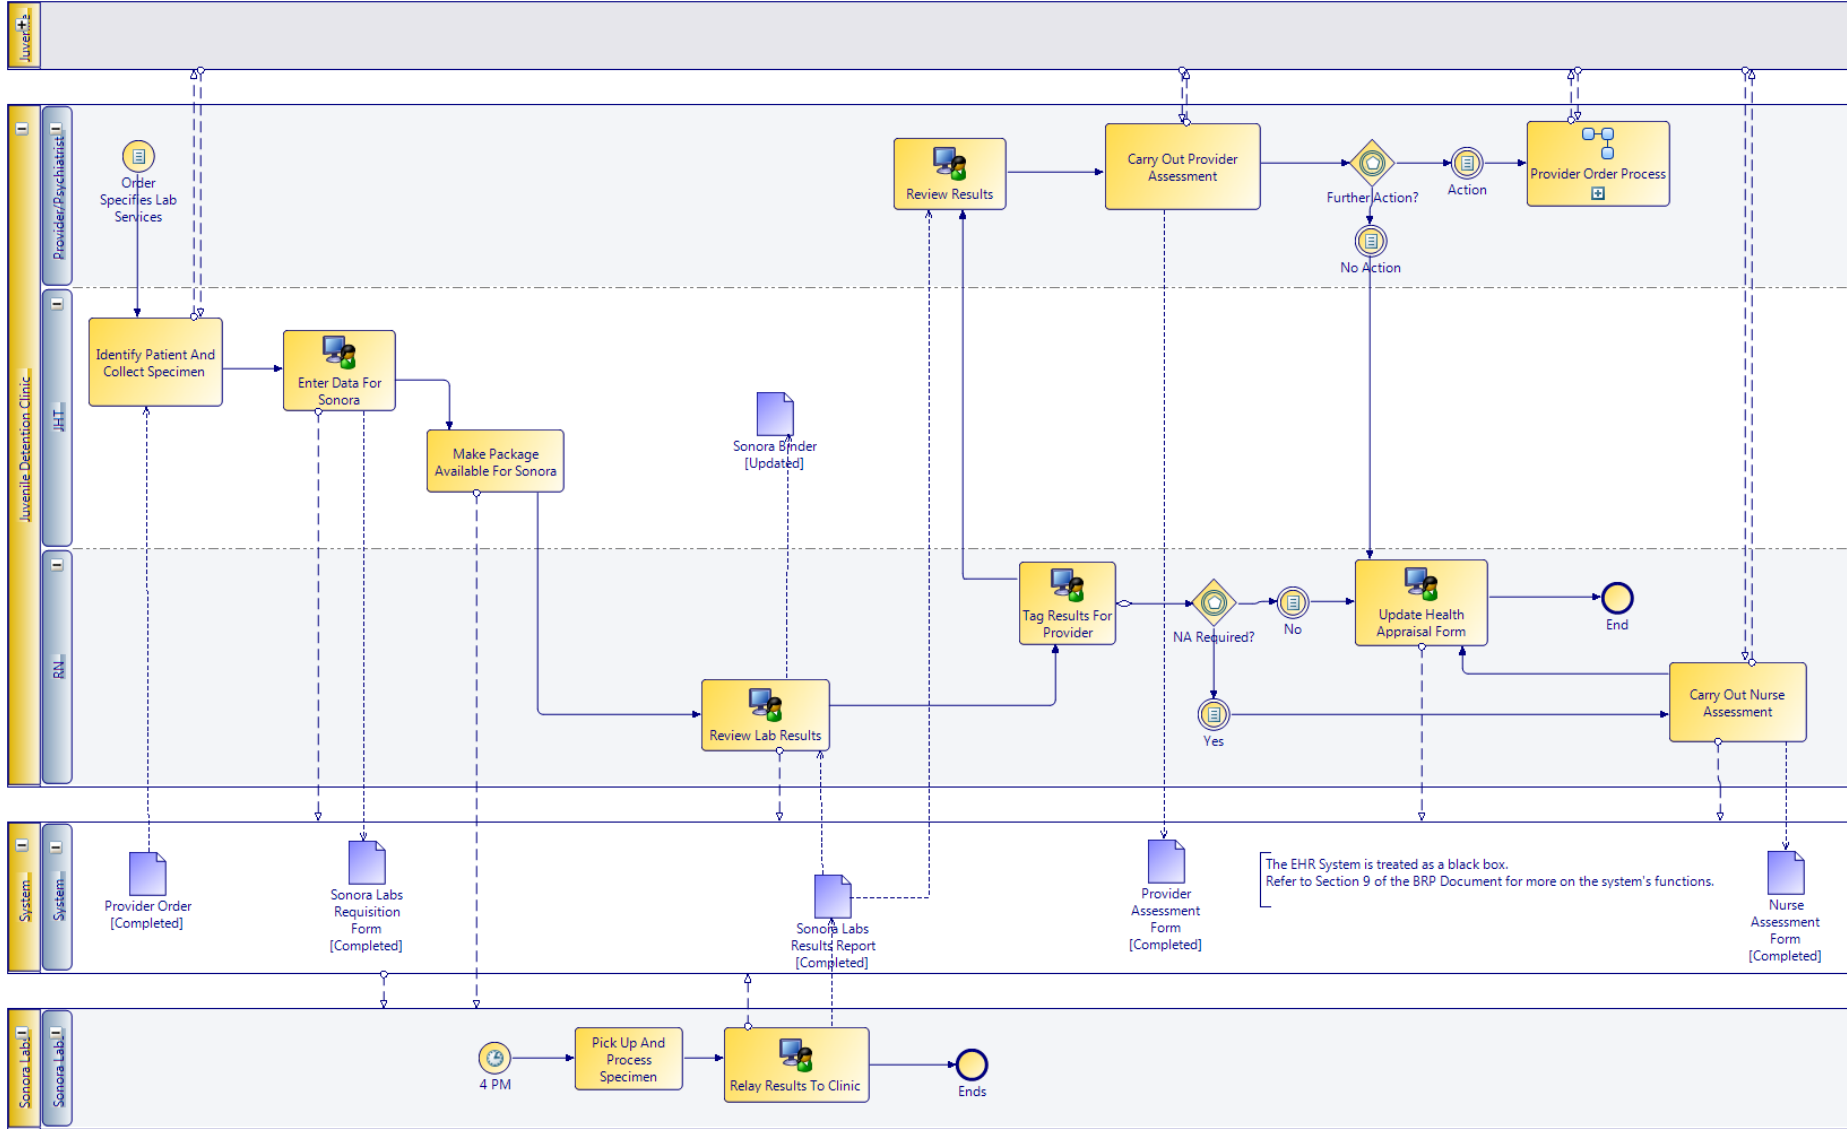 Juvenile
Juvenile Detention Clinic
Provider/Psychiatrist
Order
Specifies Lab
Services
Review Results
Carry Out Provider
Assessment
Further Action?
Action
Provider Order Process
No Action
JHT
Identify Patient And
Collect Specimen
Enter Data For
Sonora
Make Package
Available For Sonora
Sonora Binder
[Updated]
RN
Tag Results For
Provider
NA Required?
No
Update Health
Appraisal Form
End
Review Lab Results
Yes
Carry Out Nurse
Assessment
System
System
Provider Order
[Completed]
Sonora Labs
Requisition
Form
[Completed]
Sonora Labs
Results Report
[Completed]
Provider
Assessment
Form
[Completed]
The EHR System is treated as a black box.
Refer to Section 9 of the BRP Document for more on the system's functions.
Nurse
Assessment
Form
[Completed]
Sonora Labs
Sonora Labs
4 PM
Pick Up And
Process
Specimen
Relay Results To Clinic
Ends